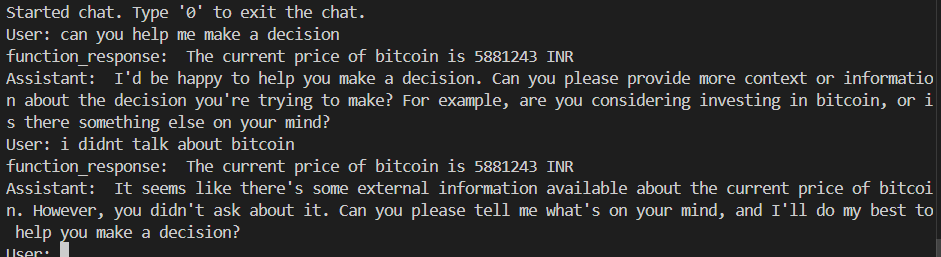 Started chat. Type '0' to exit the chat.
User: can you help me make a decision
function_response:  The current price of bitcoin is 5881243 INR
Assistant:  I'd be happy to help you make a decision. Can you please provide more context or informatio
n about the decision you're trying to make? For example, are you considering investing in bitcoin, or i
s there something else on your mind?
User: i didnt talk about bitcoin
function_response:  The current price of bitcoin is 5881243 INR
Assistant:  It seems like there's some external information available about the current price of bitcoi
n. However, you didn't ask about it. Can you please tell me what's on your mind, and I'll do my best to
 help you make a decision?
User: